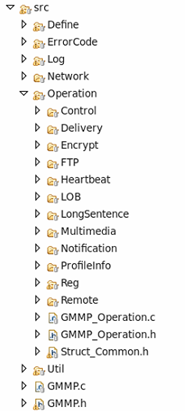 src
Define
ErrorCode
Log
Network
Operation
Control
Delivery
Encrypt
FTP
Heartbeat
LOB
LongSentence
Multimedia
Notification
ProfileInfo
Reg
Remote
GMMP_Operation.c
GMMP_Operation.h
Struct_Common.h
Util
GMMP.c
GMMP.h